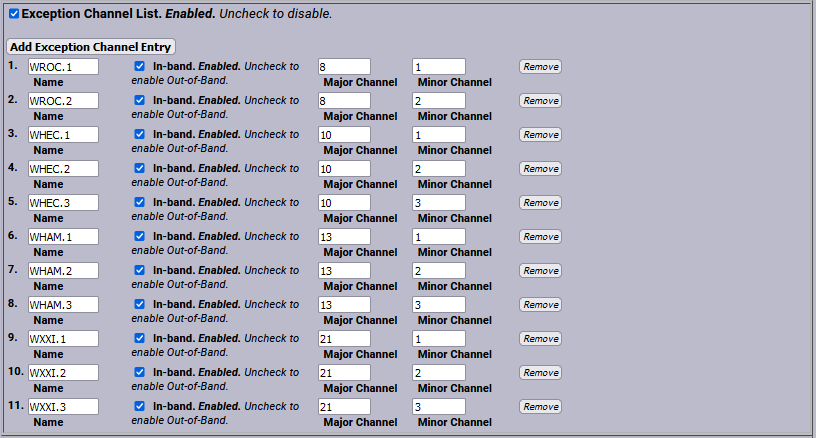 Exception Channel List. Enabled. Uncheck to disable.
Add Exception Channel Entry
1. WROC.1 In-band. Enabled. Uncheck to 8 1 Remove
Name enable Out-of-Band. Major Channel Minor Channel
2. WROC.2 In-band. Enabled. Uncheck to 8 2 Remove
Name enable Out-of-Band. Major Channel Minor Channel
3. WHEC.1 In-band. Enabled. Uncheck to 10 1 Remove
Name enable Out-of-Band. Major Channel Minor Channel
4. WHEC.2 In-band. Enabled. Uncheck to 10 2 Remove
Name enable Out-of-Band. Major Channel Minor Channel
5. WHEC.3 In-band. Enabled. Uncheck to 10 3 Remove
Name enable Out-of-Band. Major Channel Minor Channel
6. WHAM.1 In-band. Enabled. Uncheck to 13 1 Remove
Name enable Out-of-Band. Major Channel Minor Channel
7. WHAM.2 In-band. Enabled. Uncheck to 13 2 Remove
Name enable Out-of-Band. Major Channel Minor Channel
8. WHAM.3 In-band. Enabled. Uncheck to 13 3 Remove
Name enable Out-of-Band. Major Channel Minor Channel
9. WXXI.1 In-band. Enabled. Uncheck to 21 1 Remove
Name enable Out-of-Band. Major Channel Minor Channel
10. WXXI.2 In-band. Enabled. Uncheck to 21 2 Remove
Name enable Out-of-Band. Major Channel Minor Channel
11. WXXI.3 In-band. Enabled. Uncheck to 21 3 Remove
Name enable Out-of-Band. Major Channel Minor Channel